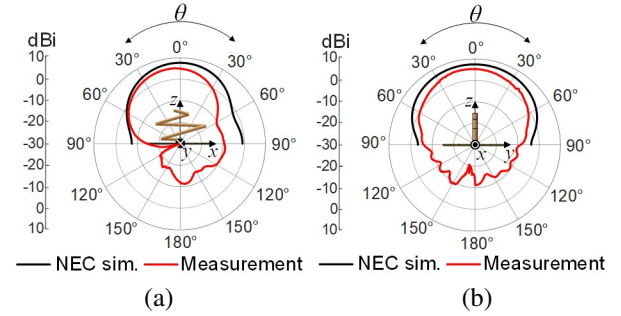 θ
dBi
10
0
-10
-20
-30
-20
-10
0
10
0°
30°
30°
60°
60°
90°
90°
120°
120°
150°
150°
180°
z
x
y
NEC sim.
Measurement
(a)
θ
dBi
10
0
-10
-20
-30
-20
-10
0
10
0°
30°
30°
60°
60°
90°
90°
120°
120°
150°
150°
180°
z
y
x
NEC sim.
Measurement
(b)